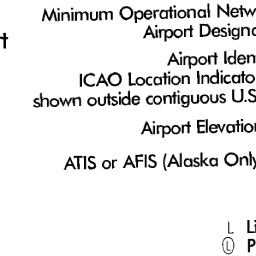 Minimum Operational Netw
Airport Designa
t
Airport Iden
ICAO Location Indicato
shown outside contiguous U.S
Airport Elevatio
ATIS or AFIS (Alaska Only
L Li
Ⓛ P